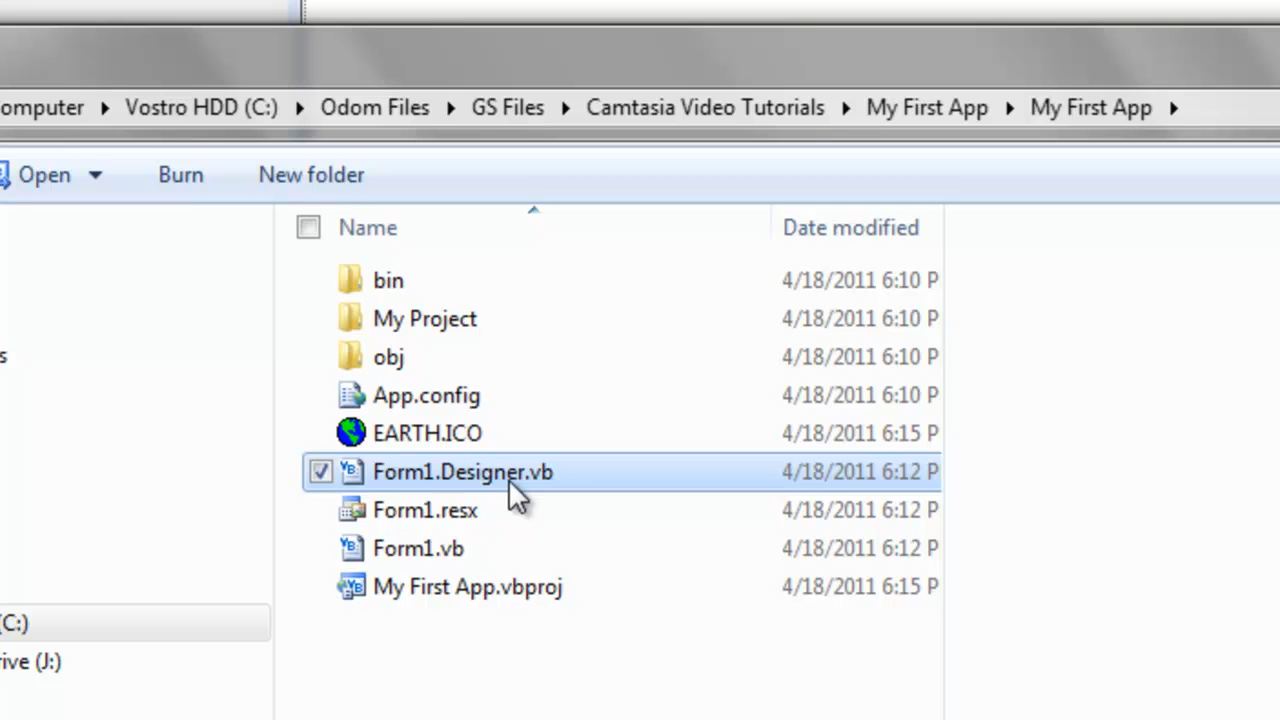 omputer ▸ Vostro HDD (C:) ▸ Odom Files ▸ GS Files ▸ Camtasia Video Tutorials ▸ My First App ▸ My First App ▸
Open Burn New folder
Name Date modified
bin 4/18/2011 6:10 P
My Project 4/18/2011 6:10 P
s
obj 4/18/2011 6:10 P
App.config 4/18/2011 6:10 P
EARTH.ICO 4/18/2011 6:15 P
Form1.Designer.vb 4/18/2011 6:12 P
Form1.resx 4/18/2011 6:12 P
Form1.vb 4/18/2011 6:12 P
My First App.vbproj 4/18/2011 6:15 P
(C:)
rive (J:)